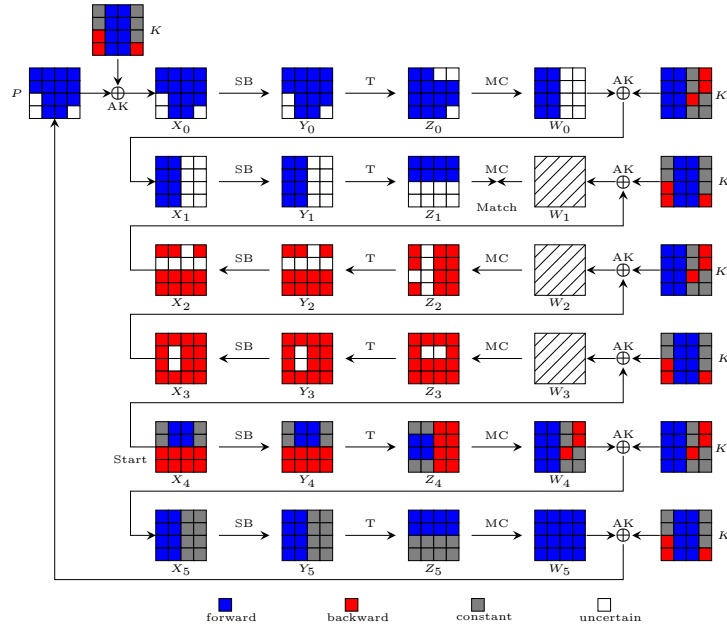 K
P
AK
SB
T
MC
AK
K
X0
Y0
Z0
W0
SB
T
MC
AK
K
Match
X1
Y1
Z1
W1
SB
T
MC
AK
K
X2
Y2
Z2
W2
SB
T
MC
AK
K
X3
Y3
Z3
W3
SB
T
MC
AK
K
Start
X4
Y4
Z4
W4
SB
T
MC
AK
K
X5
Y5
Z5
W5
forward backward constant uncertain